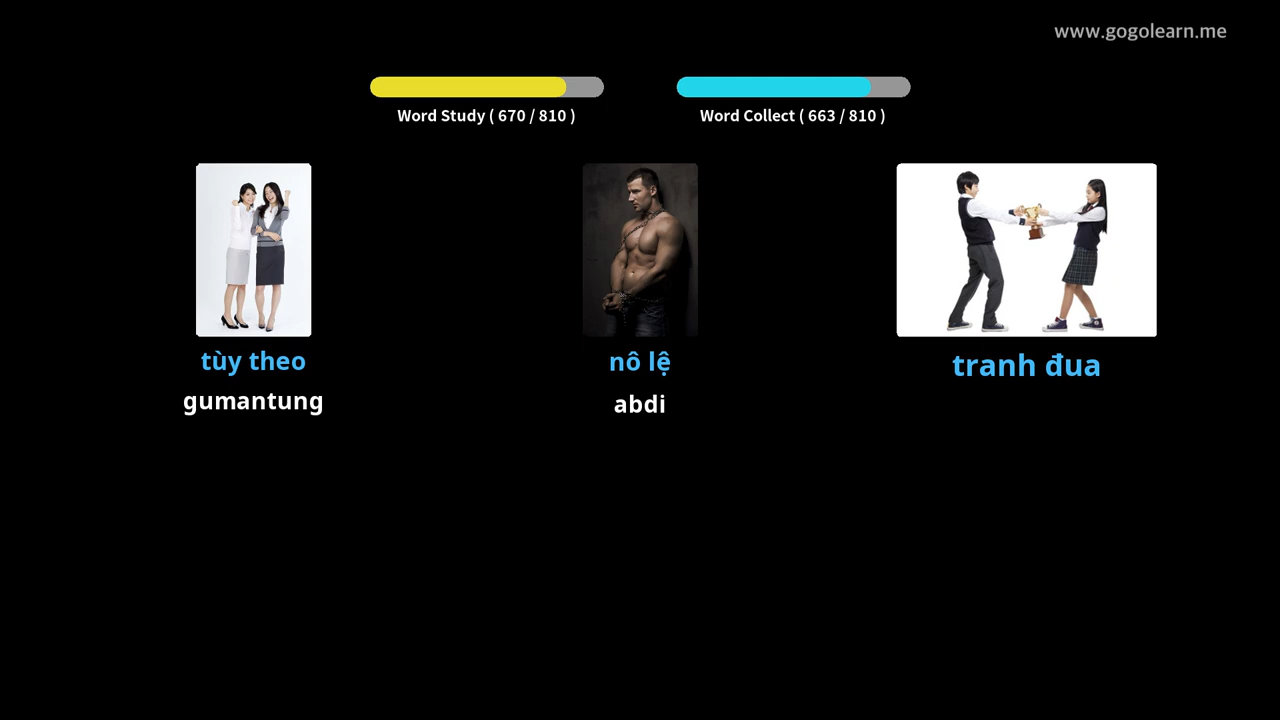 www.gogolearn.me
Word Study ( 670 / 810 )
Word Collect ( 663 / 810 )
tùy theo
gumantung
nô lệ
abdi
tranh đua